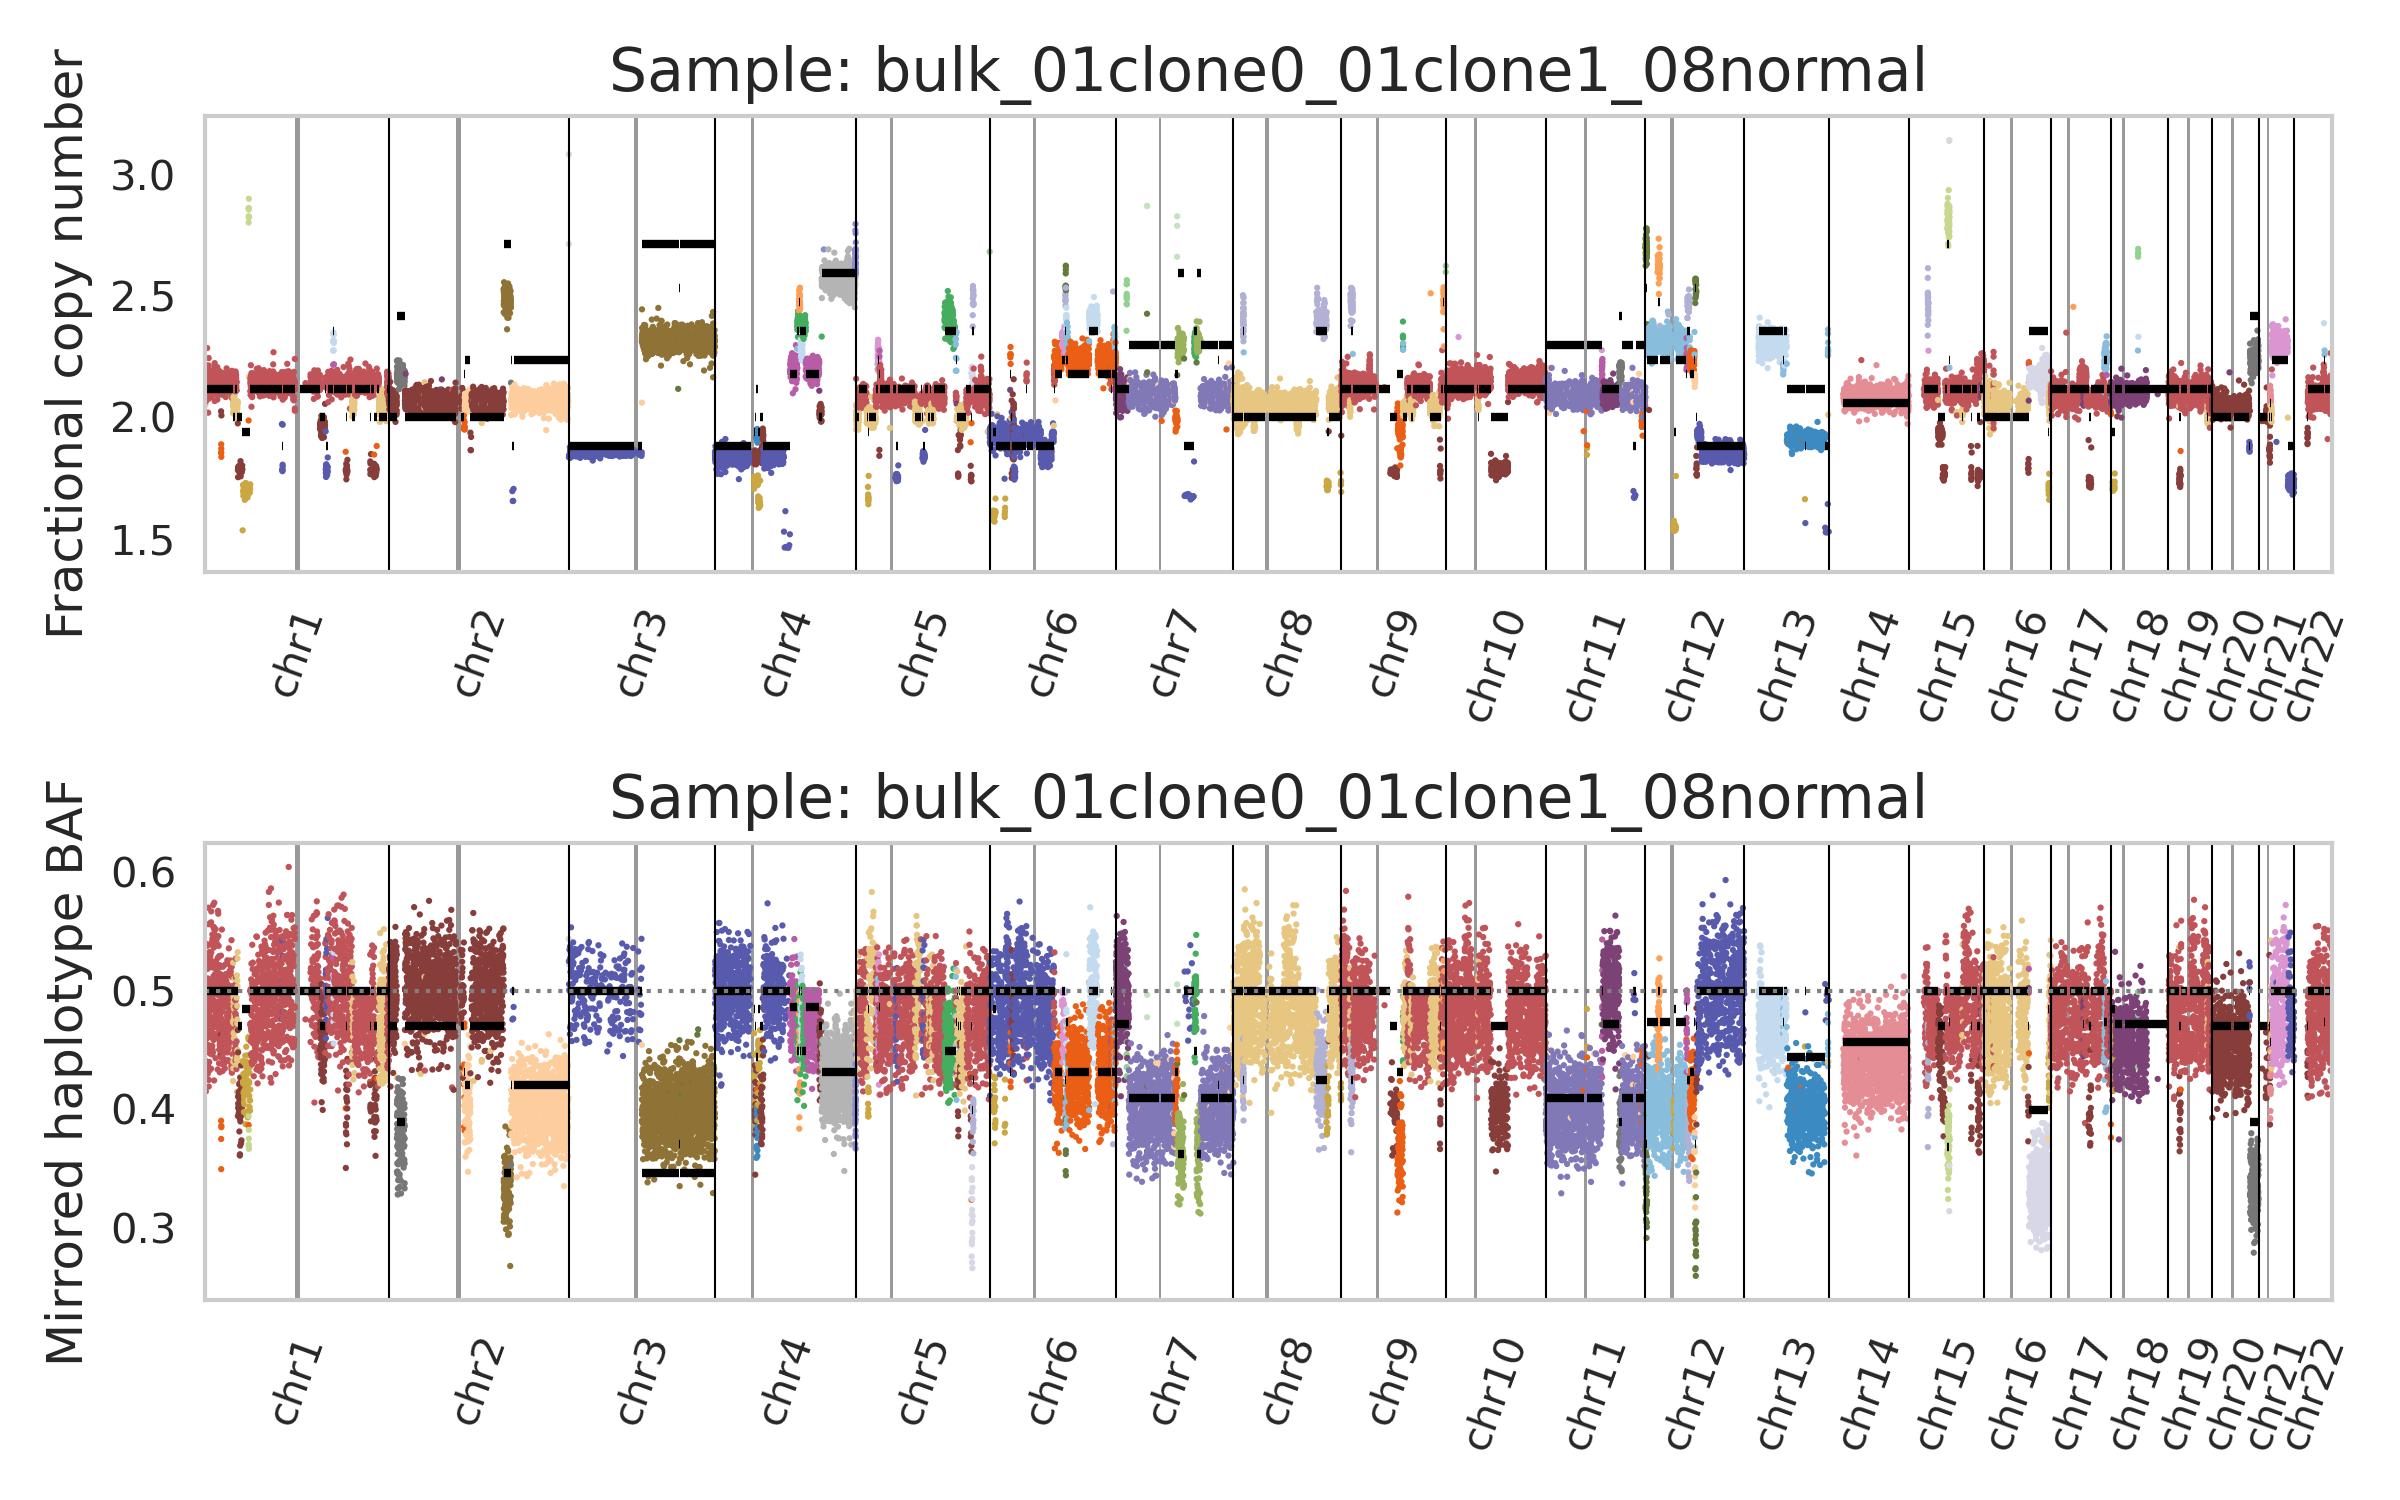 Sample: bulk_01clone0_01clone1_08normal
Fractional copy number
3.0
2.5
2.0
1.5
chr1
chr2
chr3
chr4
chr5
chr6
chr7
chr8
chr9
chr10
chr11
chr12
chr13
chr14
chr15
chr16
chr17
chr18
chr19
chr20
chr21
chr22
Sample: bulk_01clone0_01clone1_08normal
Mirrored haplotype BAF
0.6
0.5
0.4
0.3
chr1
chr2
chr3
chr4
chr5
chr6
chr7
chr8
chr9
chr10
chr11
chr12
chr13
chr14
chr15
chr16
chr17
chr18
chr19
chr20
chr21
chr22